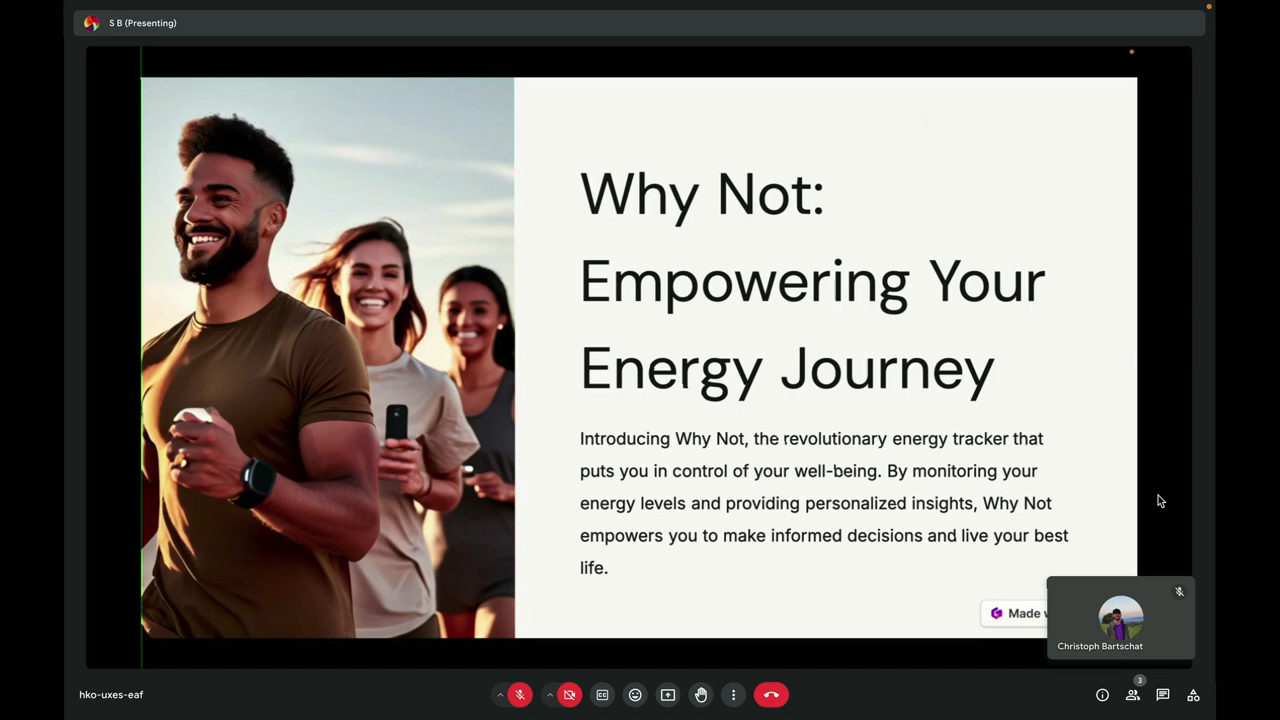 S B (Presenting)
Why Not:
Empowering Your
Energy Journey
Introducing Why Not, the revolutionary energy tracker that
puts you in control of your well-being. By monitoring your
energy levels and providing personalized insights, Why Not
empowers you to make informed decisions and live your best
life.
Made
Christoph Bartschat
hko-uxes-eaf
3